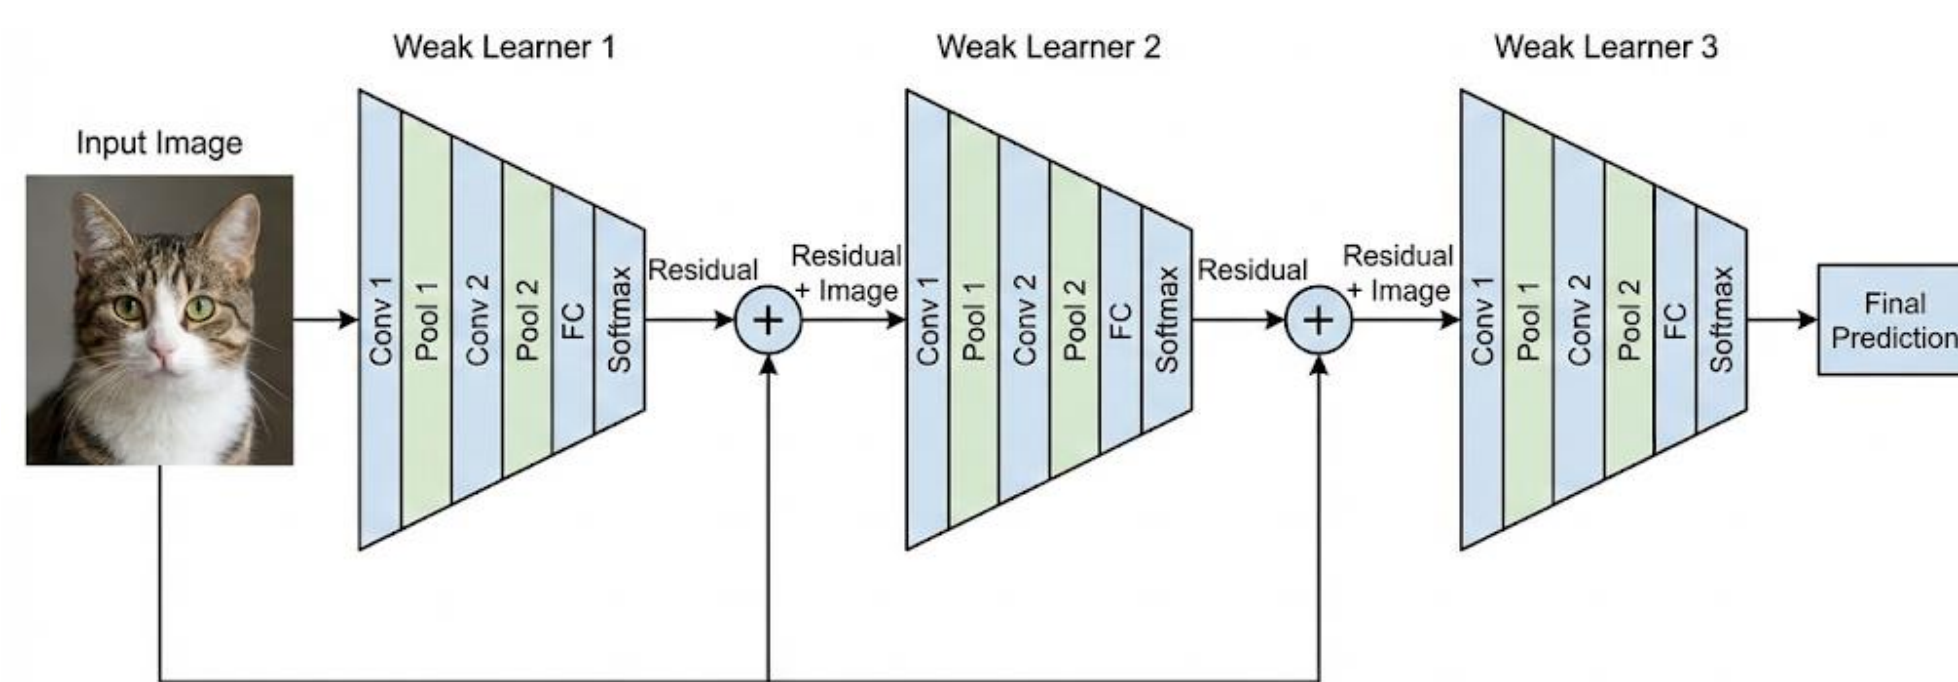 Weak Learner 1
Weak Learner 2
Weak Learner 3
Input Image
Conv 1
Pool 1
Conv 2
Pool 2
FC
Softmax
Residual
+
Residual
+ Image
Conv 1
Pool 1
Conv 2
Pool 2
FC
Softmax
Residual
+
Residual
+ Image
Conv 1
Pool 1
Conv 2
Pool 2
FC
Softmax
Final
Prediction